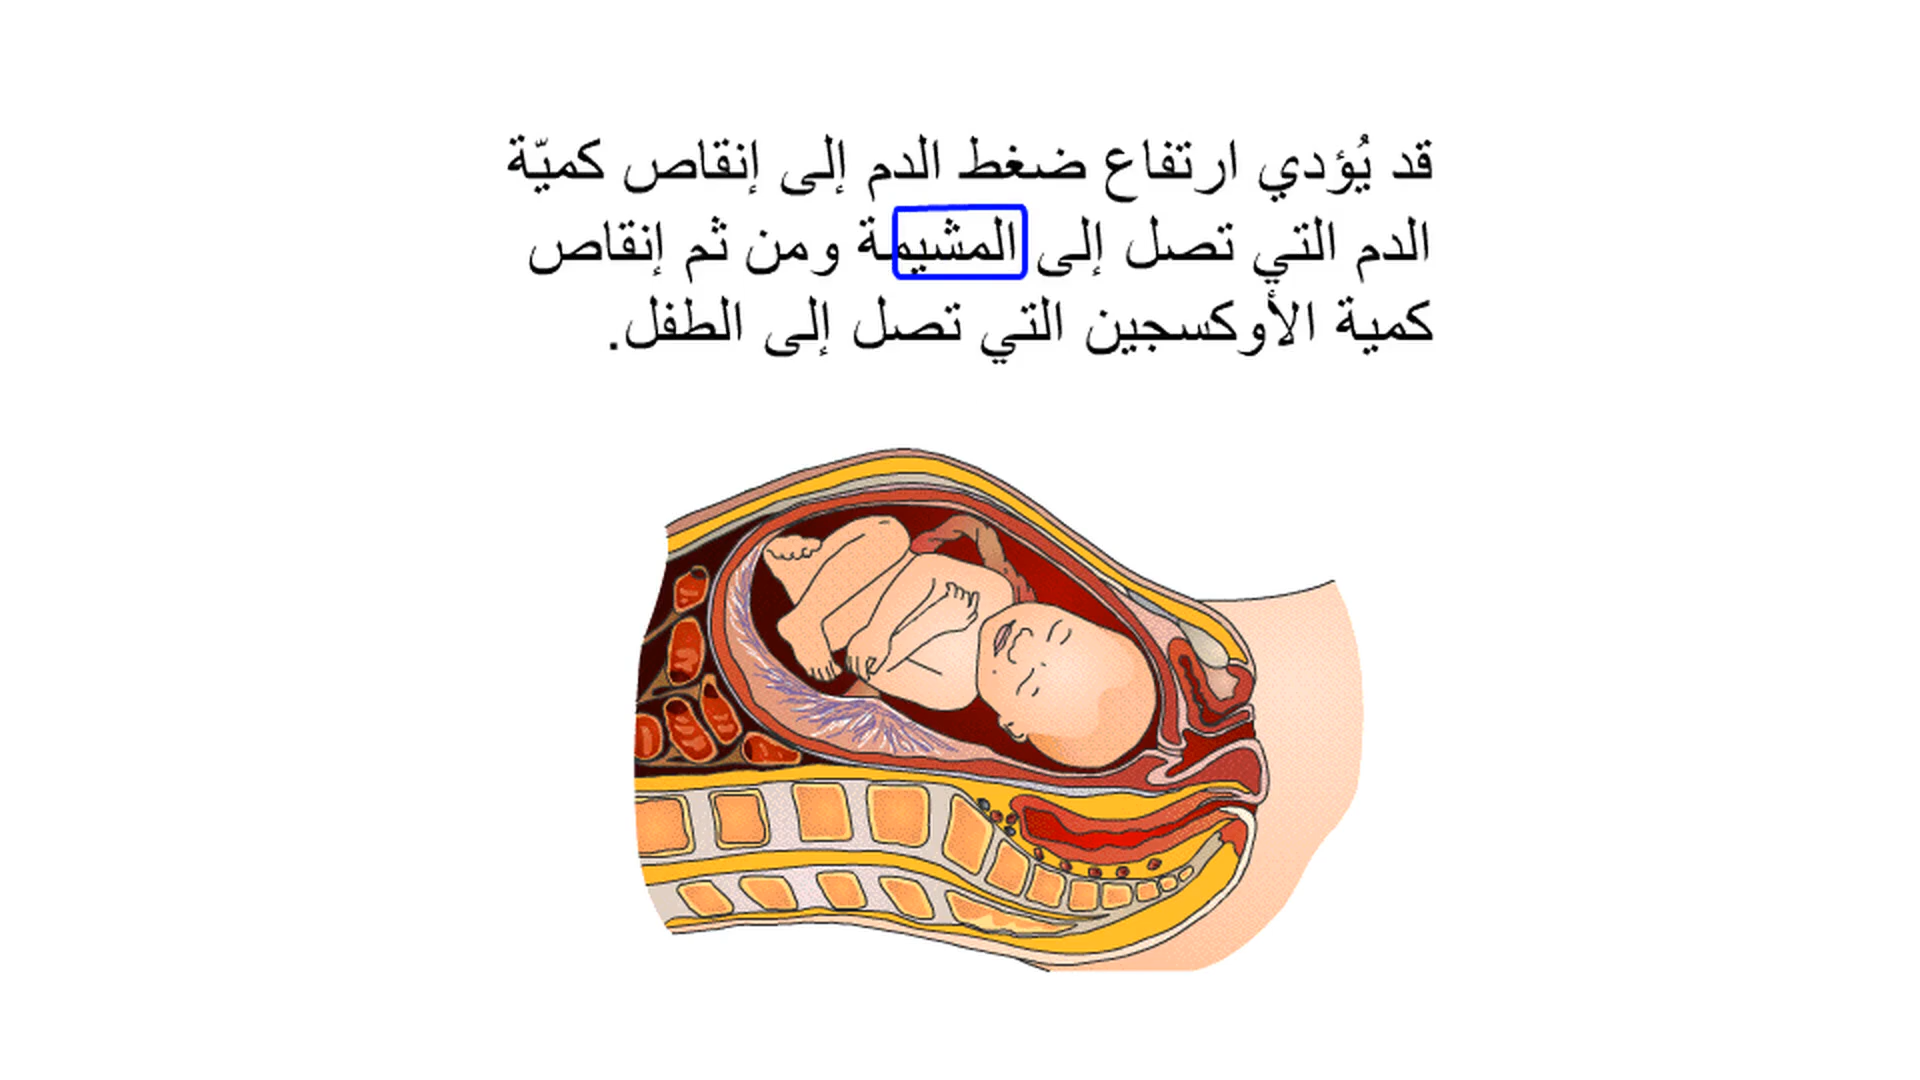 قد يُؤدي ارتفاع ضغط الدم إلى إنقاص كميّة
الدم التي تصل إلى المشيمة ومن ثم إنقاص
كمية الأوكسجين التي تصل إلى الطفل.